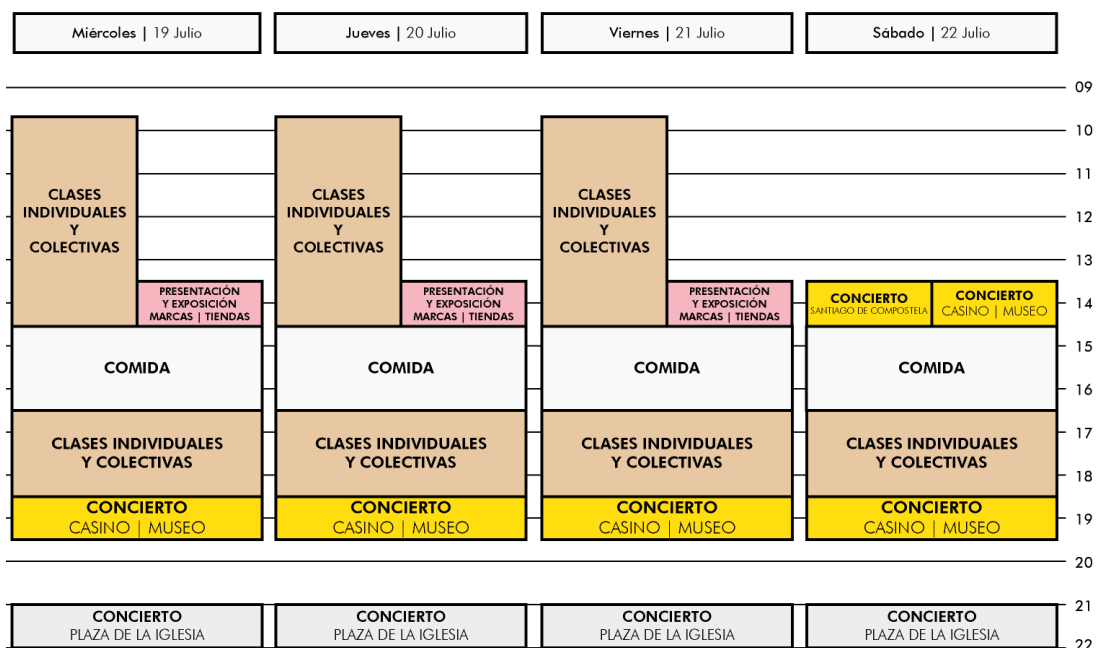 Miércoles | 19 Julio
Jueves | 20 Julio
Viernes | 21 Julio
Sábado | 22 Julio
09
10
11
12
13
14
15
16
17
18
19
20
21
22
CLASES
INDIVIDUALES
Y
COLECTIVAS
PRESENTACIÓN
Y EXPOSICIÓN
MARCAS | TIENDAS
COMIDA
CLASES INDIVIDUALES
Y COLECTIVAS
CONCIERTO
CASINO | MUSEO
CONCIERTO
PLAZA DE LA IGLESIA
CLASES
INDIVIDUALES
Y
COLECTIVAS
PRESENTACIÓN
Y EXPOSICIÓN
MARCAS | TIENDAS
COMIDA
CLASES INDIVIDUALES
Y COLECTIVAS
CONCIERTO
CASINO | MUSEO
CONCIERTO
PLAZA DE LA IGLESIA
CLASES
INDIVIDUALES
Y
COLECTIVAS
PRESENTACIÓN
Y EXPOSICIÓN
MARCAS | TIENDAS
COMIDA
CLASES INDIVIDUALES
Y COLECTIVAS
CONCIERTO
CASINO | MUSEO
CONCIERTO
PLAZA DE LA IGLESIA
CONCIERTO
SANTIAGO DE COMPOSTELA
CONCIERTO
CASINO | MUSEO
COMIDA
CLASES INDIVIDUALES
Y COLECTIVAS
CONCIERTO
CASINO | MUSEO
CONCIERTO
PLAZA DE LA IGLESIA